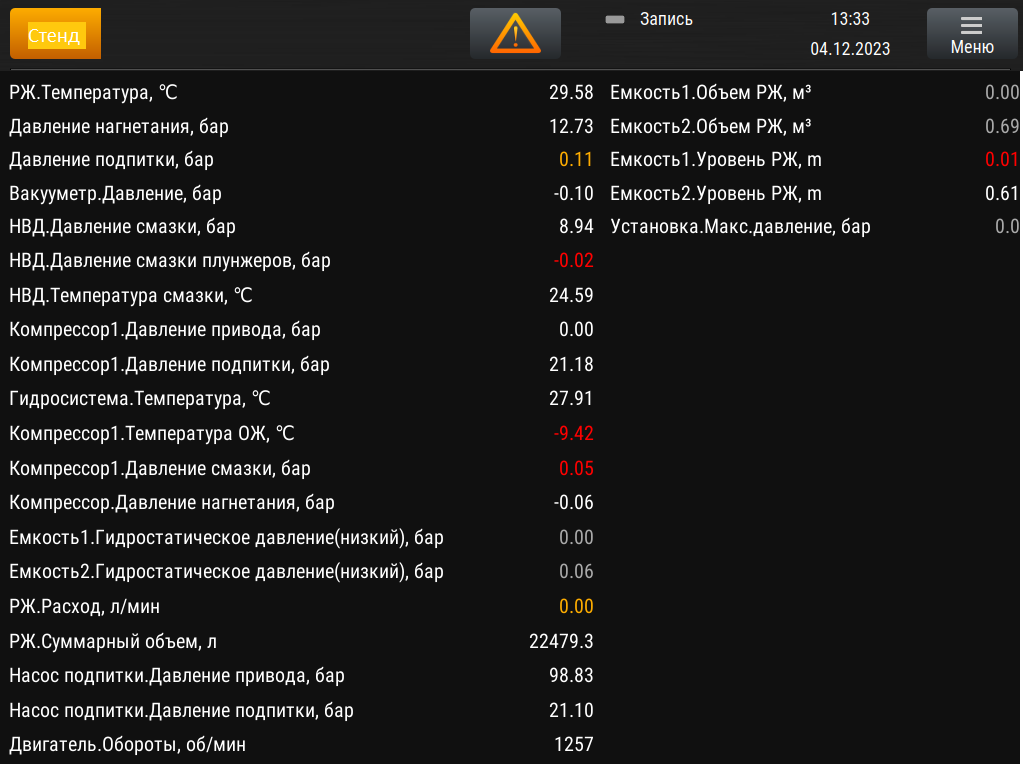 Стенд
Запись
13:33
04.12.2023
Меню
РЖ.Температура, ℃ 29.58
Давление нагнетания, бар 12.73
Давление подпитки, бар 0.11
Вакууметр.Давление, бар -0.10
НВД.Давление смазки, бар 8.94
НВД.Давление смазки плунжеров, бар -0.02
НВД.Температура смазки, ℃ 24.59
Компрессор1.Давление привода, бар 0.00
Компрессор1.Давление подпитки, бар 21.18
Гидросистема.Температура, ℃ 27.91
Компрессор1.Температура ОЖ, ℃ -9.42
Компрессор1.Давление смазки, бар 0.05
Компрессор.Давление нагнетания, бар -0.06
Емкость1.Гидростатическое давление(низкий), бар 0.00
Емкость2.Гидростатическое давление(низкий), бар 0.06
РЖ.Расход, л/мин 0.00
РЖ.Суммарный объем, л 22479.3
Насос подпитки.Давление привода, бар 98.83
Насос подпитки.Давление подпитки, бар 21.10
Двигатель.Обороты, об/мин 1257
Емкость1.Объем РЖ, м³ 0.00
Емкость2.Объем РЖ, м³ 0.69
Емкость1.Уровень РЖ, m 0.01
Емкость2.Уровень РЖ, m 0.61
Установка.Макс.давление, бар 0.0